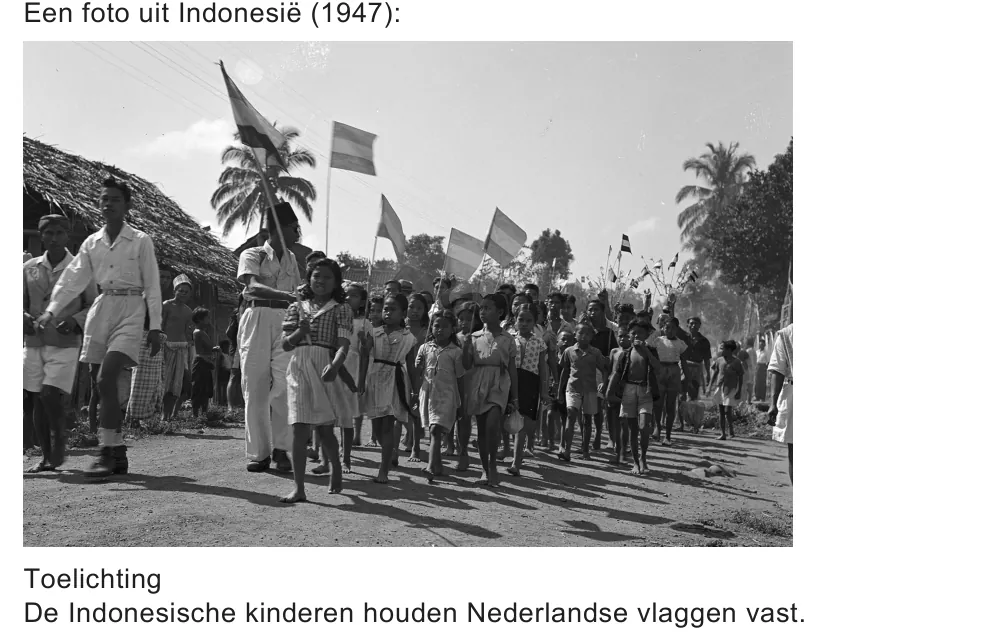 Een foto uit Indonesië (1947):
Toelichting
De Indonesische kinderen houden Nederlandse vlaggen vast.